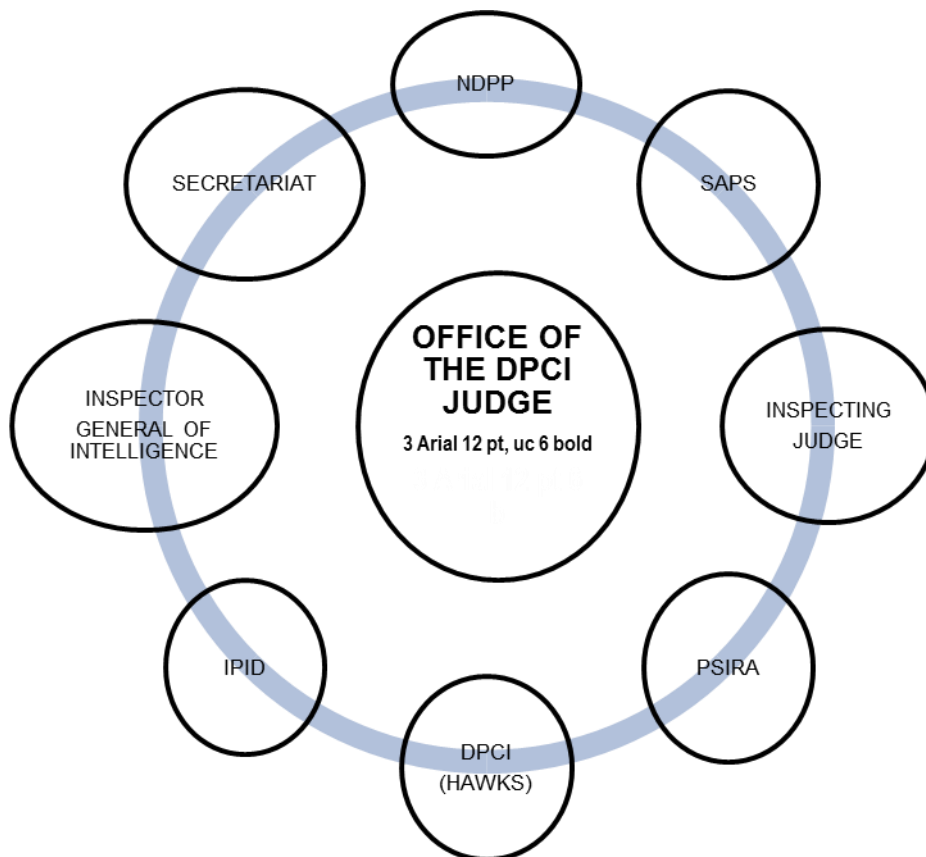 NDPP
SECRETARIAT
SAPS
OFFICE OF
THE DPCI
JUDGE
3 Arial 12 pt, uc 6 bold
INSPECTOR
GENERAL OF
INTELLIGENCE
INSPECTING
JUDGE
IPID
PSIRA
DPCI
(HAWKS)